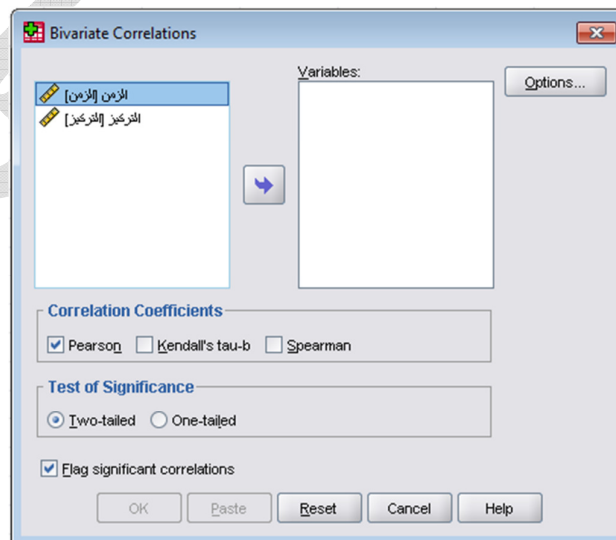 Bivariate Correlations
Variables:
Options...
الزمن [الزمن]
التركيز [التركيز]
Correlation Coefficients
Pearson Kendall's tau-b Spearman
Test of Significance
Two-tailed One-tailed
Flag significant correlations
OK Paste Reset Cancel Help